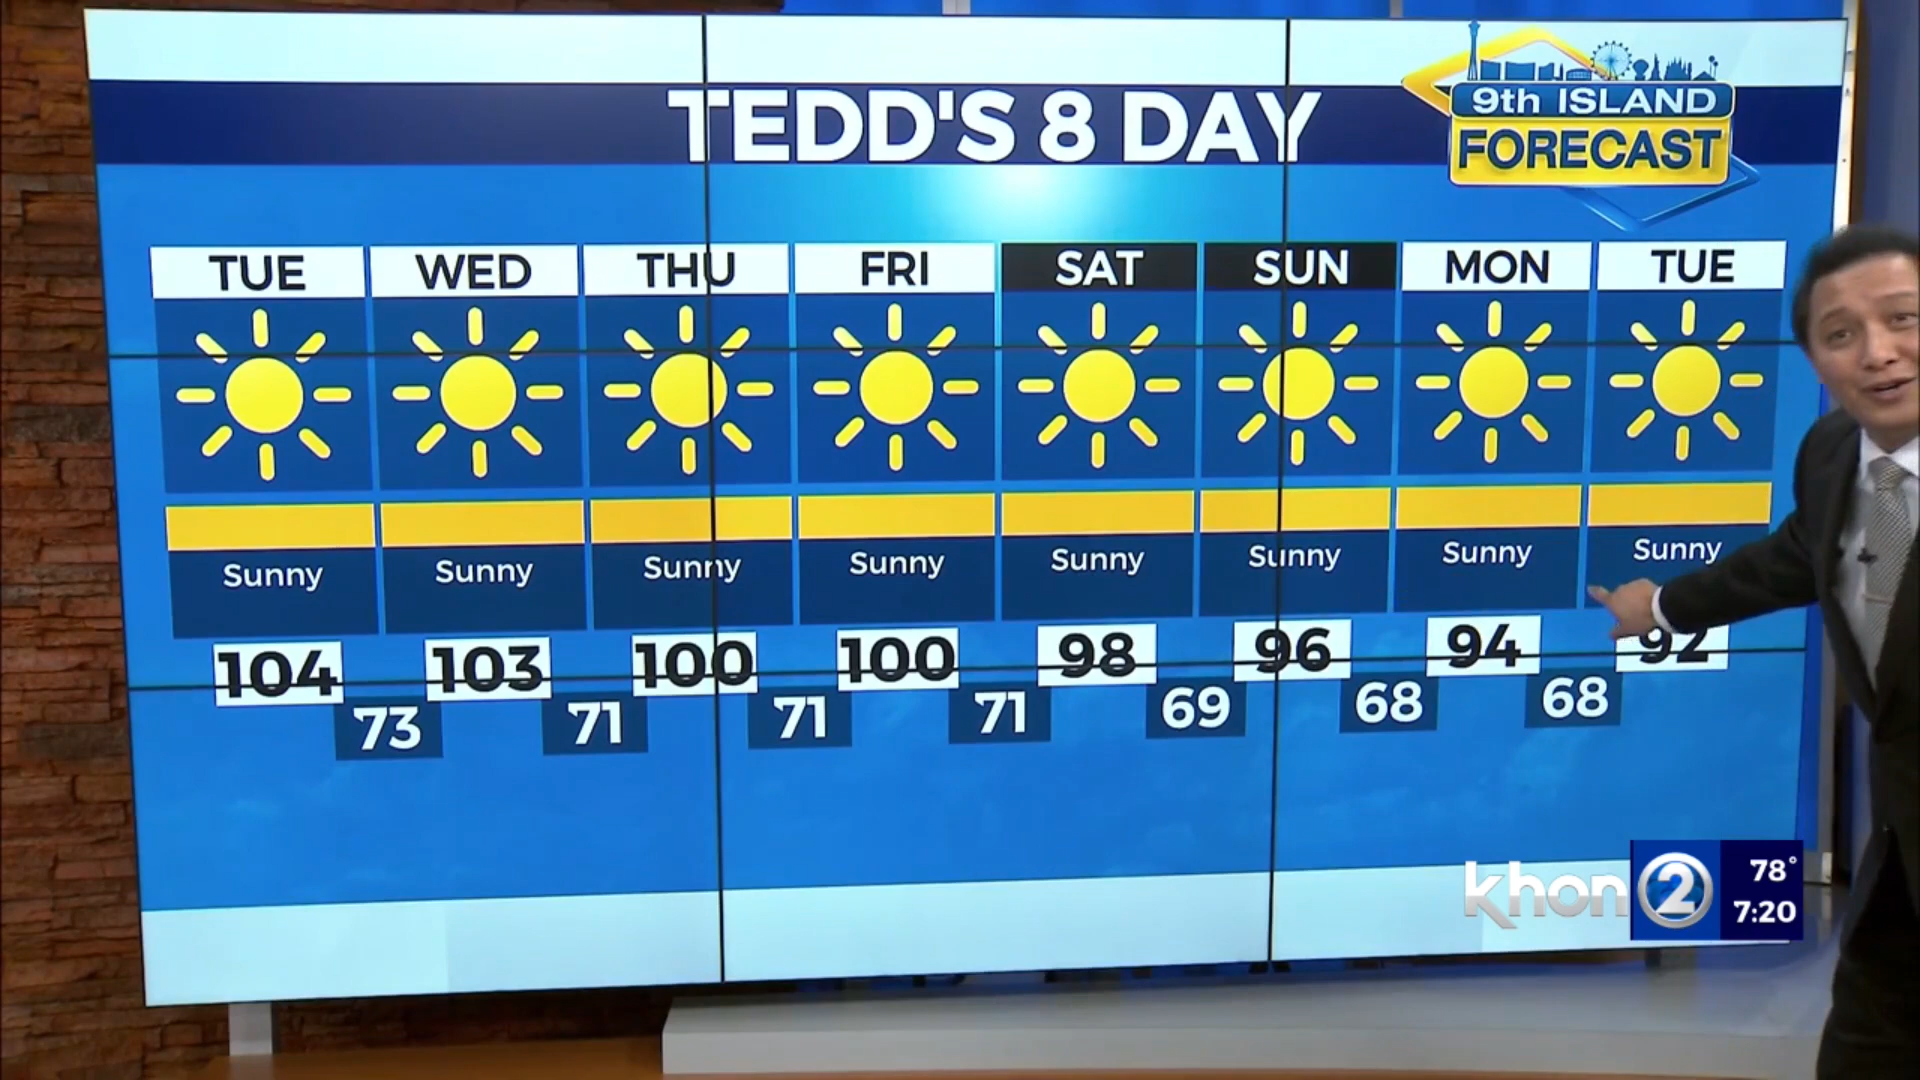 TEDD'S 8 DAY
9th ISLAND
FORECAST
TUE WED THU FRI SAT SUN MON TUE
Sunny Sunny Sunny Sunny Sunny Sunny Sunny Sunny
104 103 100 100 98 96 94 92
73 71 71 71 69 68 68
khon 2
78°
7:20